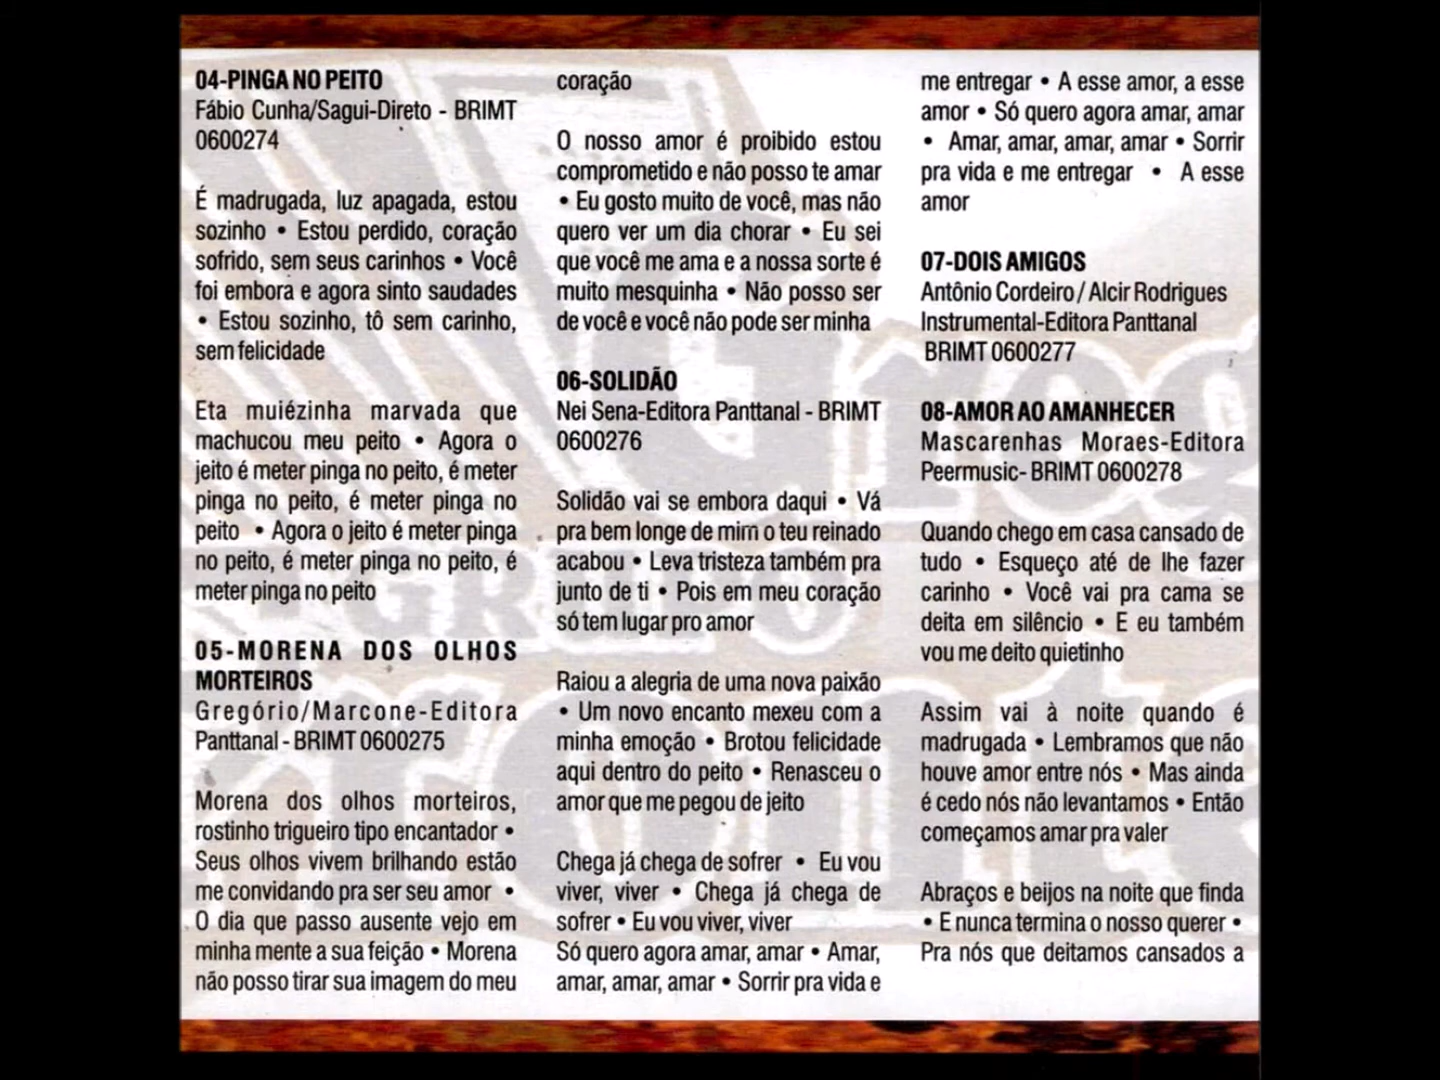 04-PINGA NO PEITO
Fábio Cunha/Sagui-Direto - BRIMT
0600274
É madrugada, luz apagada, estou
sozinho • Estou perdido, coração
sofrido, sem seus carinhos • Você
foi embora e agora sinto saudades
• Estou sozinho, tô sem carinho,
sem felicidade
Eta muiézinha marvada que
machucou meu peito • Agora o
jeito é meter pinga no peito, é meter
pinga no peito, é meter pinga no
peito • Agora o jeito é meter pinga
no peito, é meter pinga no peito, é
meter pinga no peito
05-MORENA DOS OLHOS
MORTEIROS
Gregório/Marcone-Editora
Panttanal - BRIMT 0600275
Morena dos olhos morteiros,
rostinho trigueiro tipo encantador •
Seus olhos vivem brilhando estão
me convidando pra ser seu amor •
O dia que passo ausente vejo em
minha mente a sua feição • Morena
não posso tirar sua imagem do meu
coração
O nosso amor é proibido estou
comprometido e não posso te amar
• Eu gosto muito de você, mas não
quero ver um dia chorar • Eu sei
que você me ama e a nossa sorte é
muito mesquinha • Não posso ser
de você e você não pode ser minha
06-SOLIDÃO
Nei Sena-Editora Panttanal - BRIMT
0600276
Solidão vai se embora daqui • Vá
pra bem longe de mim o teu reinado
acabou • Leva tristeza também pra
junto de ti • Pois em meu coração
só tem lugar pro amor
Raiou a alegria de uma nova paixão
• Um novo encanto mexeu com a
minha emoção • Brotou felicidade
aqui dentro do peito • Renasceu o
amor que me pegou de jeito
Chega já chega de sofrer • Eu vou
viver, viver • Chega já chega de
sofrer • Eu vou viver, viver
Só quero agora amar, amar • Amar,
amar, amar, amar • Sorrir pra vida e
me entregar • A esse amor, a esse
amor • Só quero agora amar, amar
• Amar, amar, amar, amar • Sorrir
pra vida e me entregar • A esse
amor
07-DOIS AMIGOS
Antônio Cordeiro / Alcir Rodrigues
Instrumental-Editora Panttanal
BRIMT 0600277
08-AMOR AO AMANHECER
Mascarenhas Moraes-Editora
Peermusic- BRIMT 0600278
Quando chego em casa cansado de
tudo • Esqueço até de lhe fazer
carinho • Você vai pra cama se
deita em silêncio • E eu também
vou me deito quietinho
Assim vai à noite quando é
madrugada • Lembramos que não
houve amor entre nós • Mas ainda
é cedo nós não levantamos • Então
começamos amar pra valer
Abraços e beijos na noite que finda
• E nunca termina o nosso querer •
Pra nós que deitamos cansados a